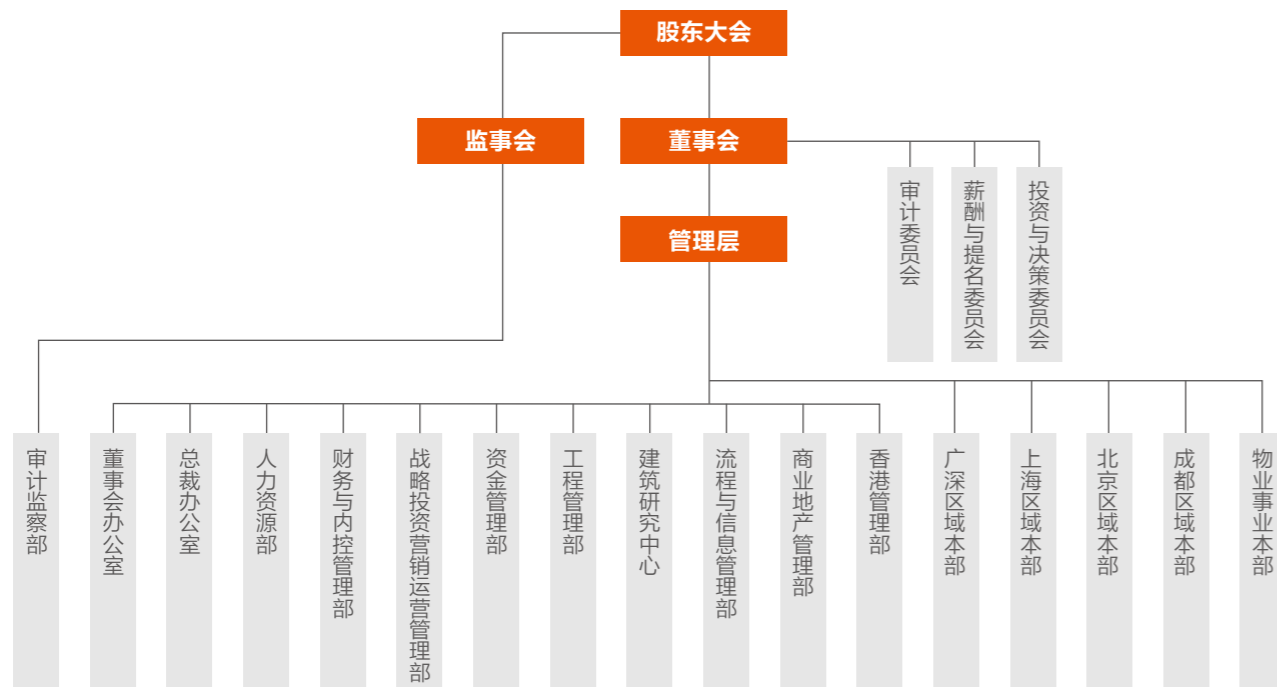 股东大会
监事会
董事会
审计委员会
薪酬与提名委员会
投资与决策委员会
管理层
审计监察部
董事会办公室
总裁办公室
人力资源部
财务与内控管理部
战略投资营销运营管理部
资金管理部
工程管理部
建筑研究中心
流程与信息管理部
商业地产管理部
香港管理部
广深区域本部
上海区域本部
北京区域本部
成都区域本部
物业事业本部